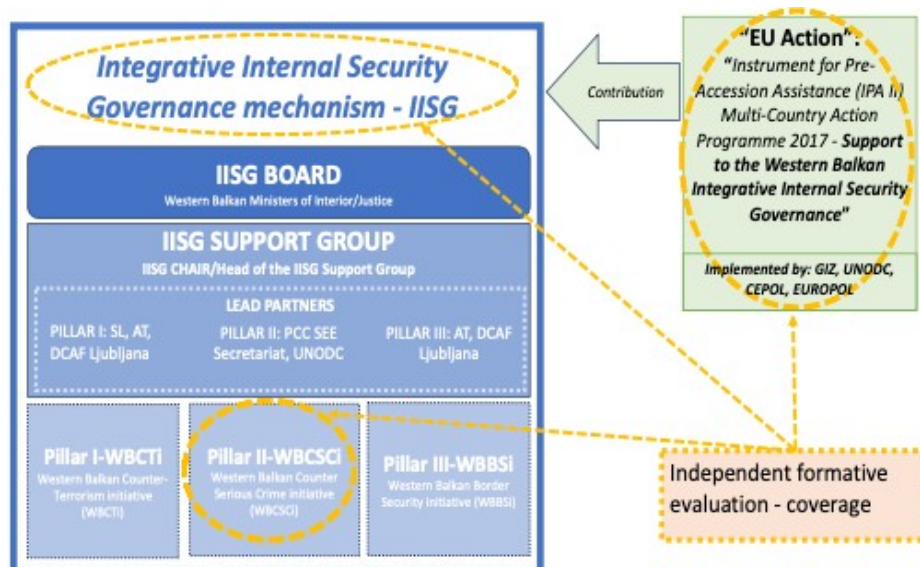 Integrative Internal Security
Governance mechanism - IISG
IISG BOARD
Western Balkan Ministers of Interior/Justice
IISG SUPPORT GROUP
IISG CHAIR/Head of the IISG Support Group
LEAD PARTNERS
PILLAR I: SL, AT,
DCAF Ljubljana
PILLAR II: PCC SEE
Secretariat, UNODC
PILLAR III: AT, DCAF
Ljubljana
Pillar I-WBCTi
Western Balkan Counter-
Terrorism initiative
(WBCTi)
Pillar II-WBCSCi
Western Balkan Counter
Serious Crime initiative
(WBCSCi)
Pillar III-WBBSi
Western Balkan Border
Security Initiative (WBBSi)
Contribution
"EU Action":
"Instrument for Pre-
Accession Assistance (IPA II)
Multi-Country Action
Programme 2017 - Support
to the Western Balkan
Integrative Internal Security
Governance"
Implemented by: GIZ, UNODC,
CEPOL, EUROPOL
Independent formative
evaluation - coverage